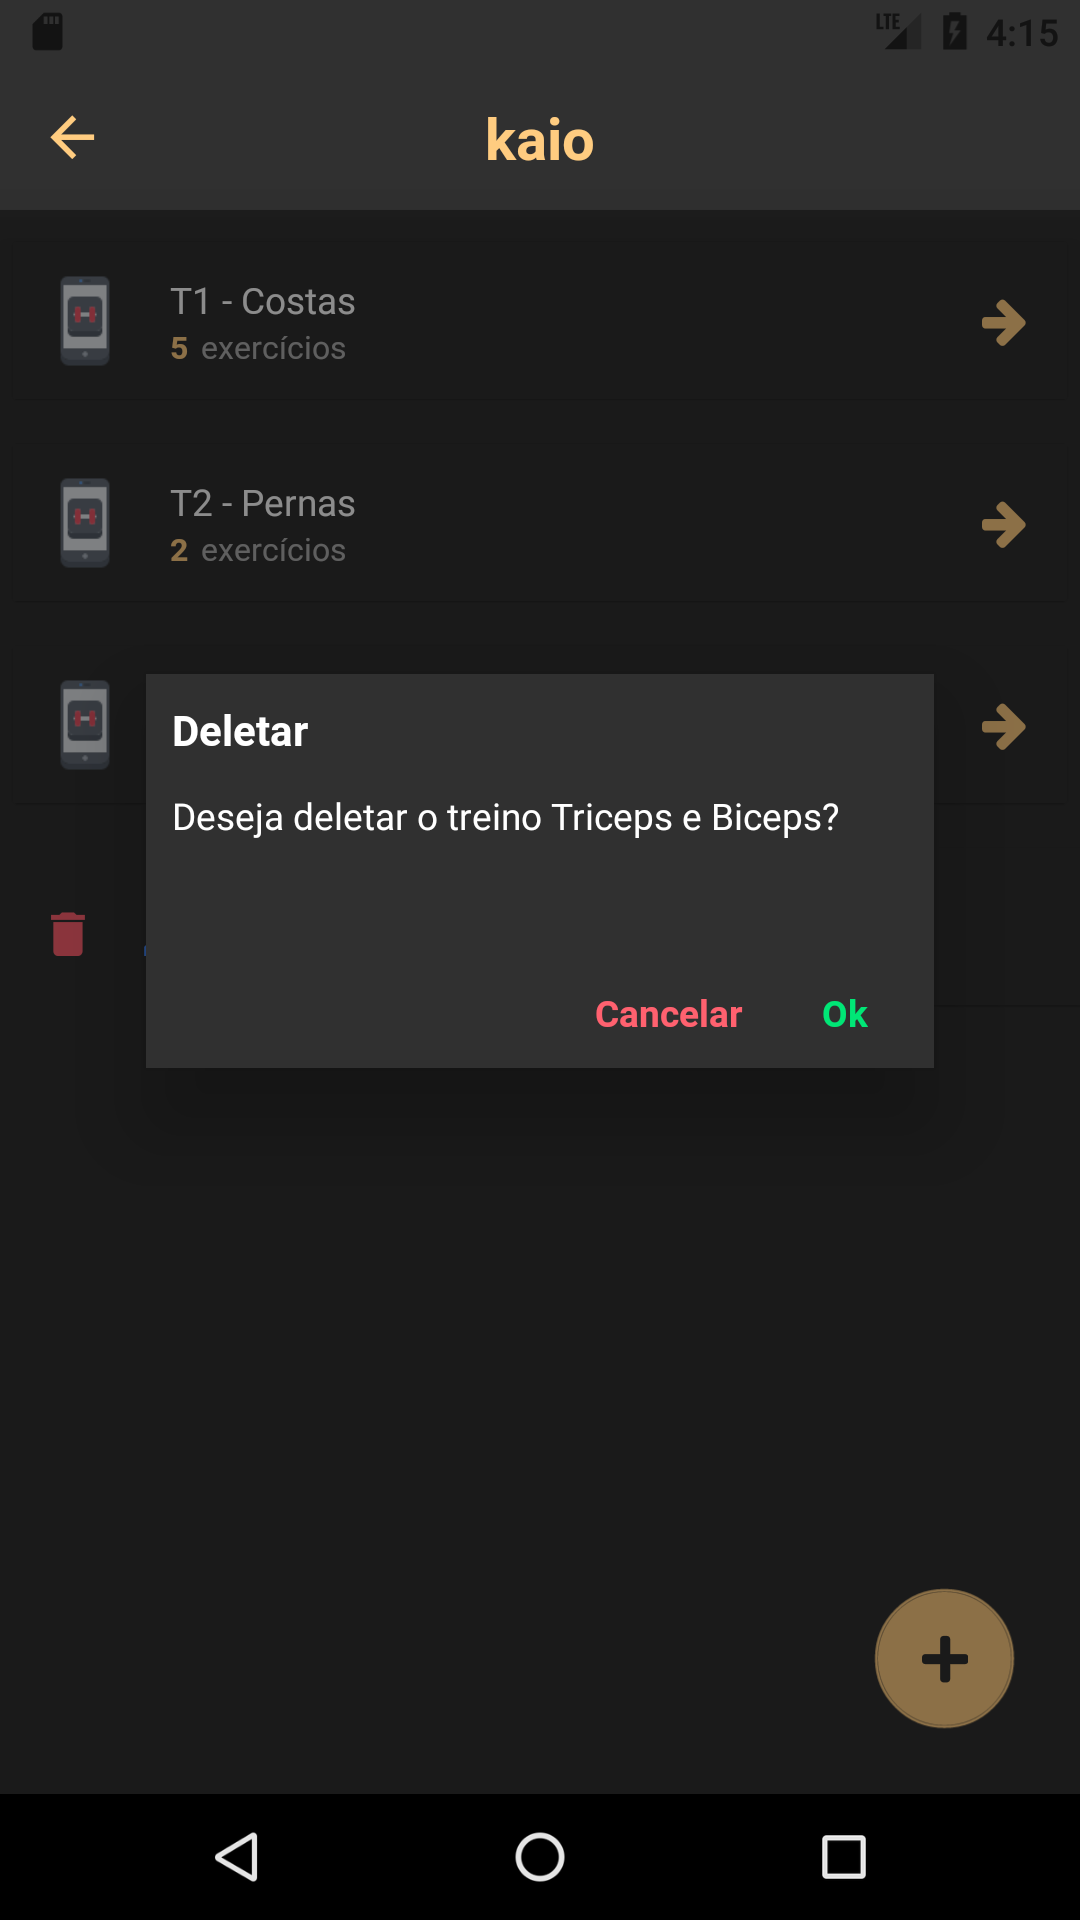 LTE 4:15
kaio
T1 - Costas
5 exercícios
T2 - Pernas
2 exercícios
Deletar
Deseja deletar o treino Triceps e Biceps?
Cancelar Ok